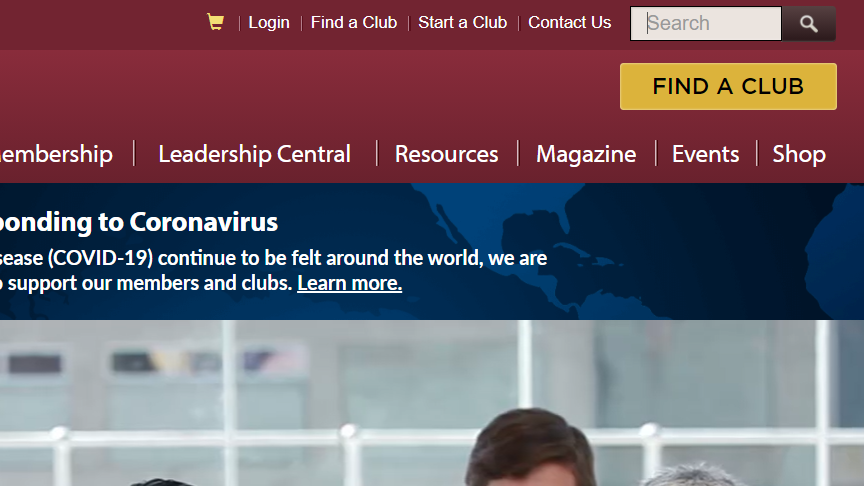 Login Find a Club Start a Club Contact Us Search
FIND A CLUB
embership Leadership Central Resources Magazine Events Shop
ponding to Coronavirus
sease (COVID-19) continue to be felt around the world, we are
o support our members and clubs. Learn more.